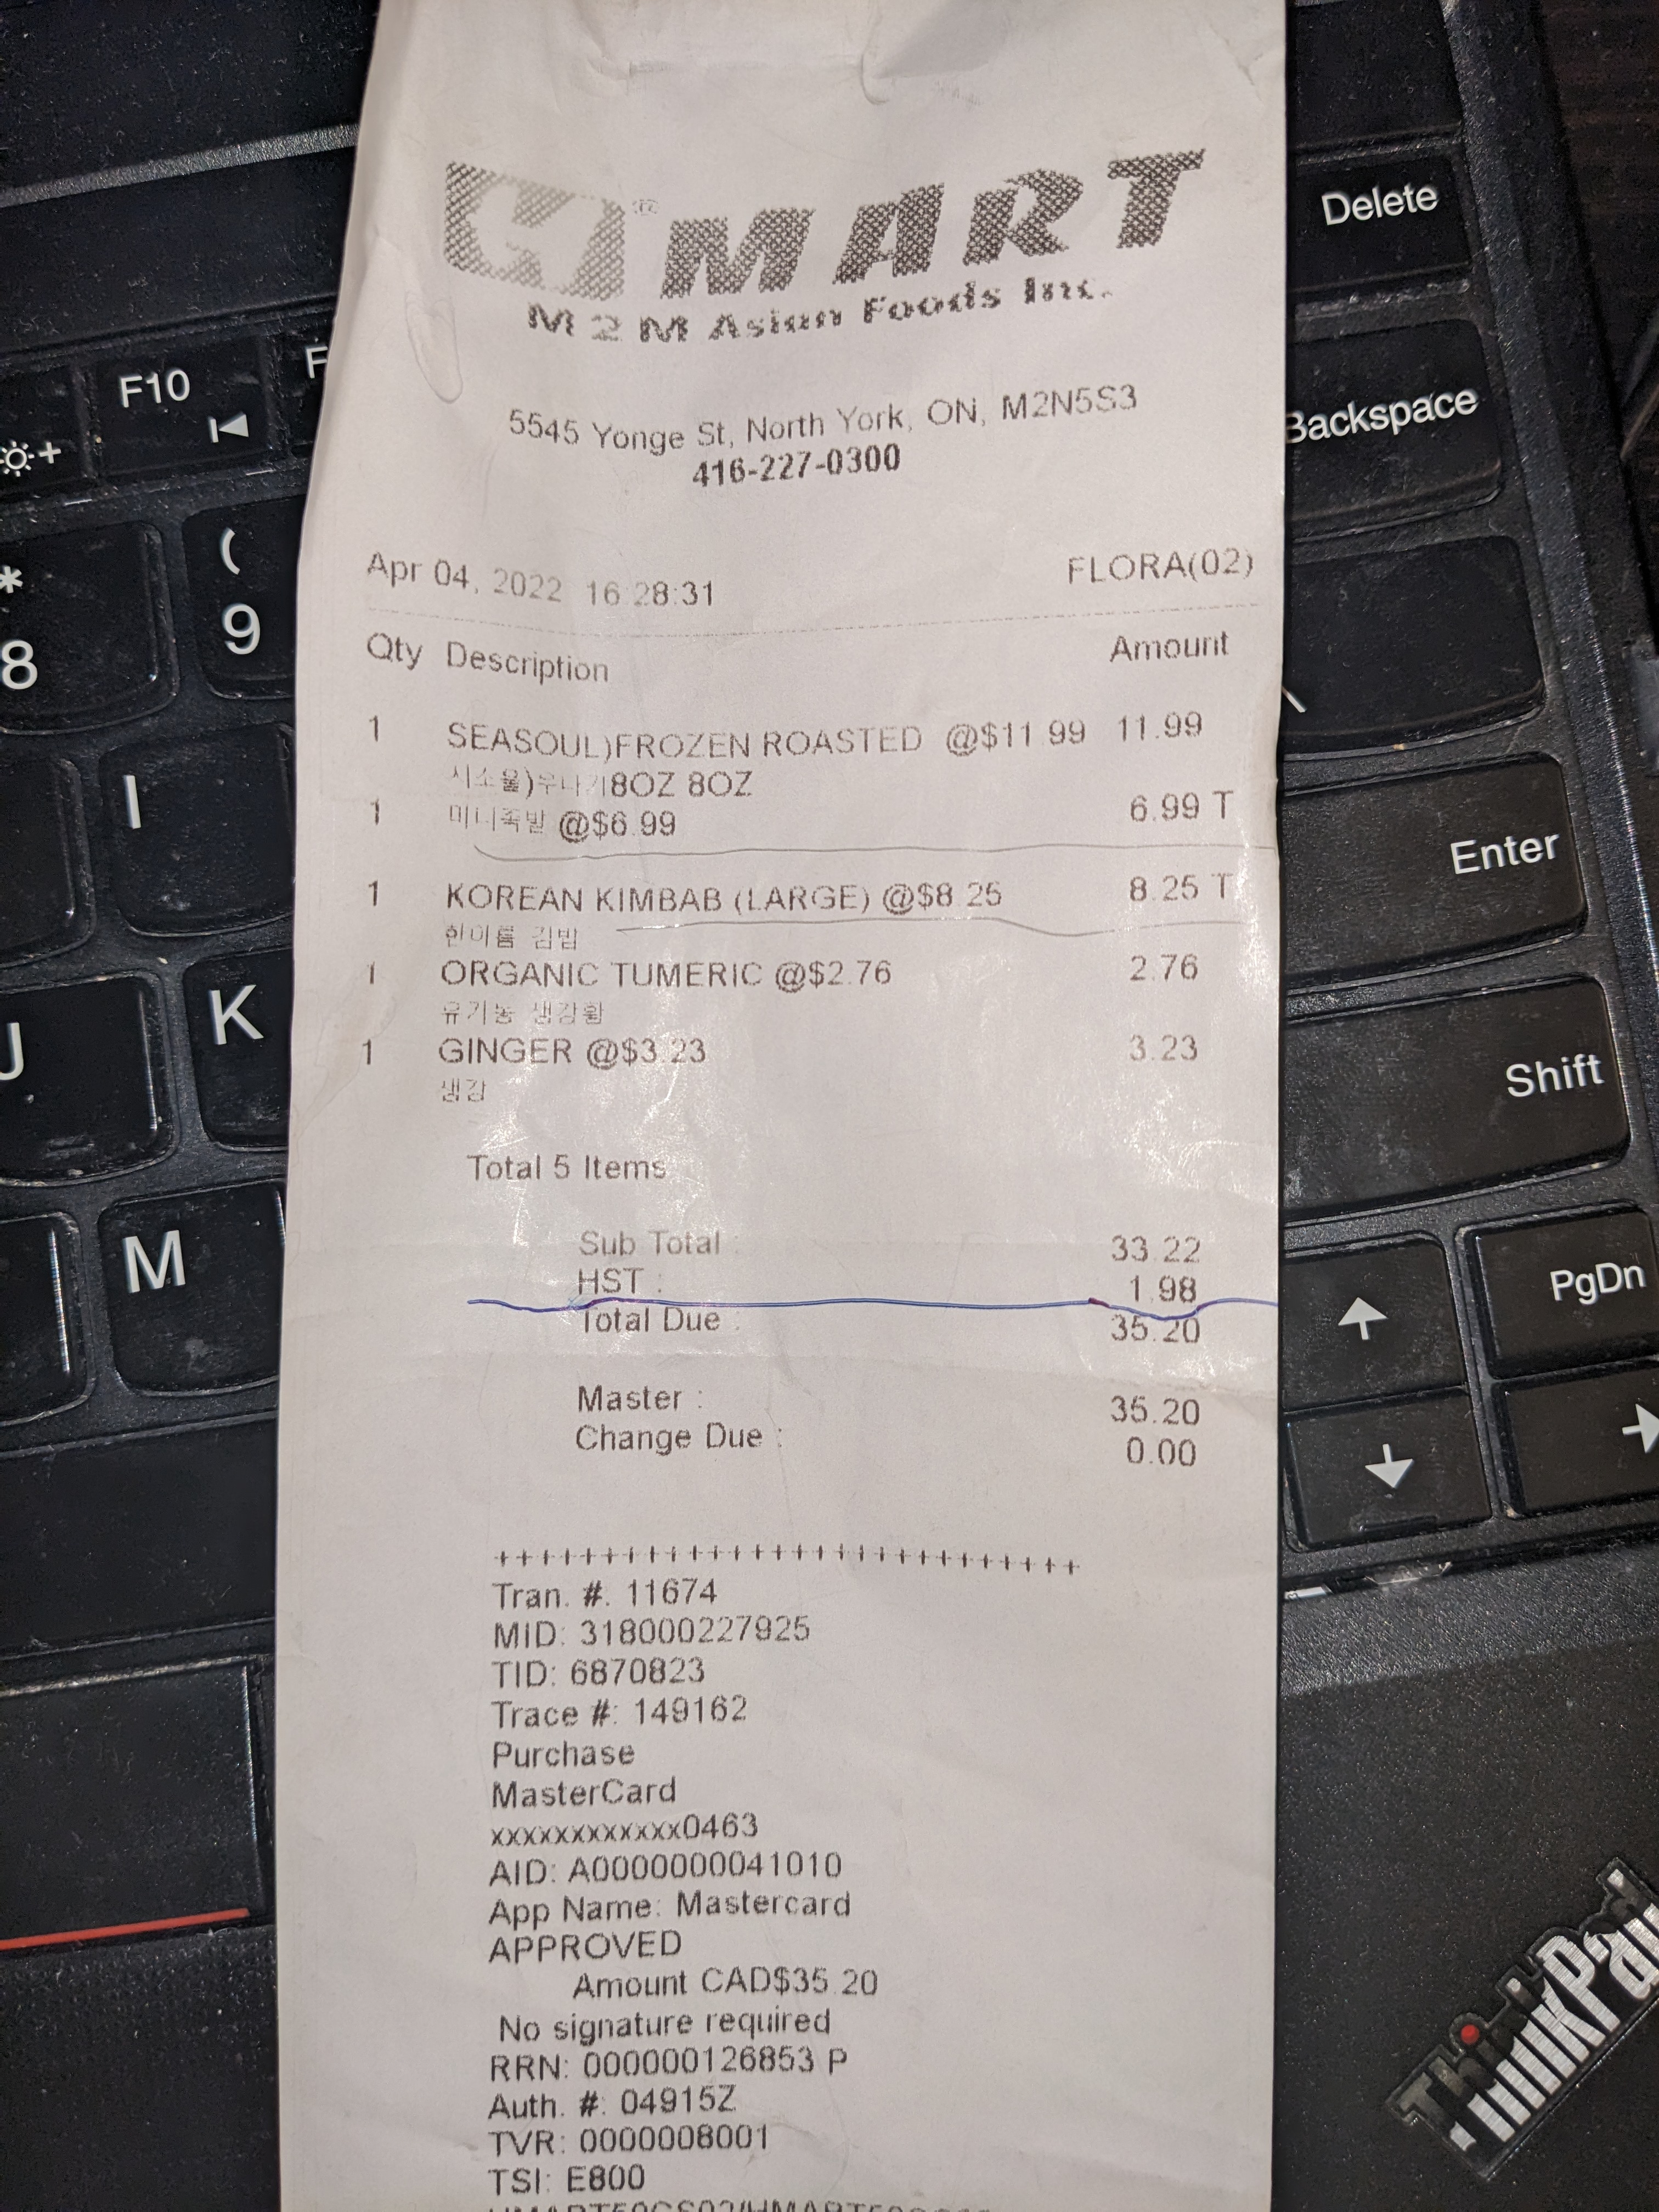 H MART
M 2 M Asian Foods Inc.
5545 Yonge St, North York, ON, M2N5S3
416-227-0300
Apr 04, 2022 16:28:31 FLORA(02)
Qty Description Amount
1 SEASOUL)FROZEN ROASTED @$11.99 11.99
시소울)우나기8OZ 8OZ
1 미니족발 @$6.99 6.99 T
1 KOREAN KIMBAB (LARGE) @$8.25 8.25 T
한아름 김밥
1 ORGANIC TUMERIC @$2.76 2.76
유기농 생강황
1 GINGER @$3.23 3.23
생강
Total 5 Items
Sub Total : 33.22
HST : 1.98
Total Due : 35.20
Master : 35.20
Change Due : 0.00
++++++++++++++++++++++++++++
Tran. #: 11674
MID: 318000227925
TID: 6870823
Trace #: 149162
Purchase
MasterCard
xxxxxxxxxxxx0463
AID: A0000000041010
App Name: Mastercard
APPROVED
Amount CAD$35.20
No signature required
RRN: 000000126853 P
Auth. #: 04915Z
TVR: 0000008001
TSI: E800
Delete
F10
Backspace
*
8
(
9
I
Enter
J
K
Shift
M
PgDn
ThinkPad